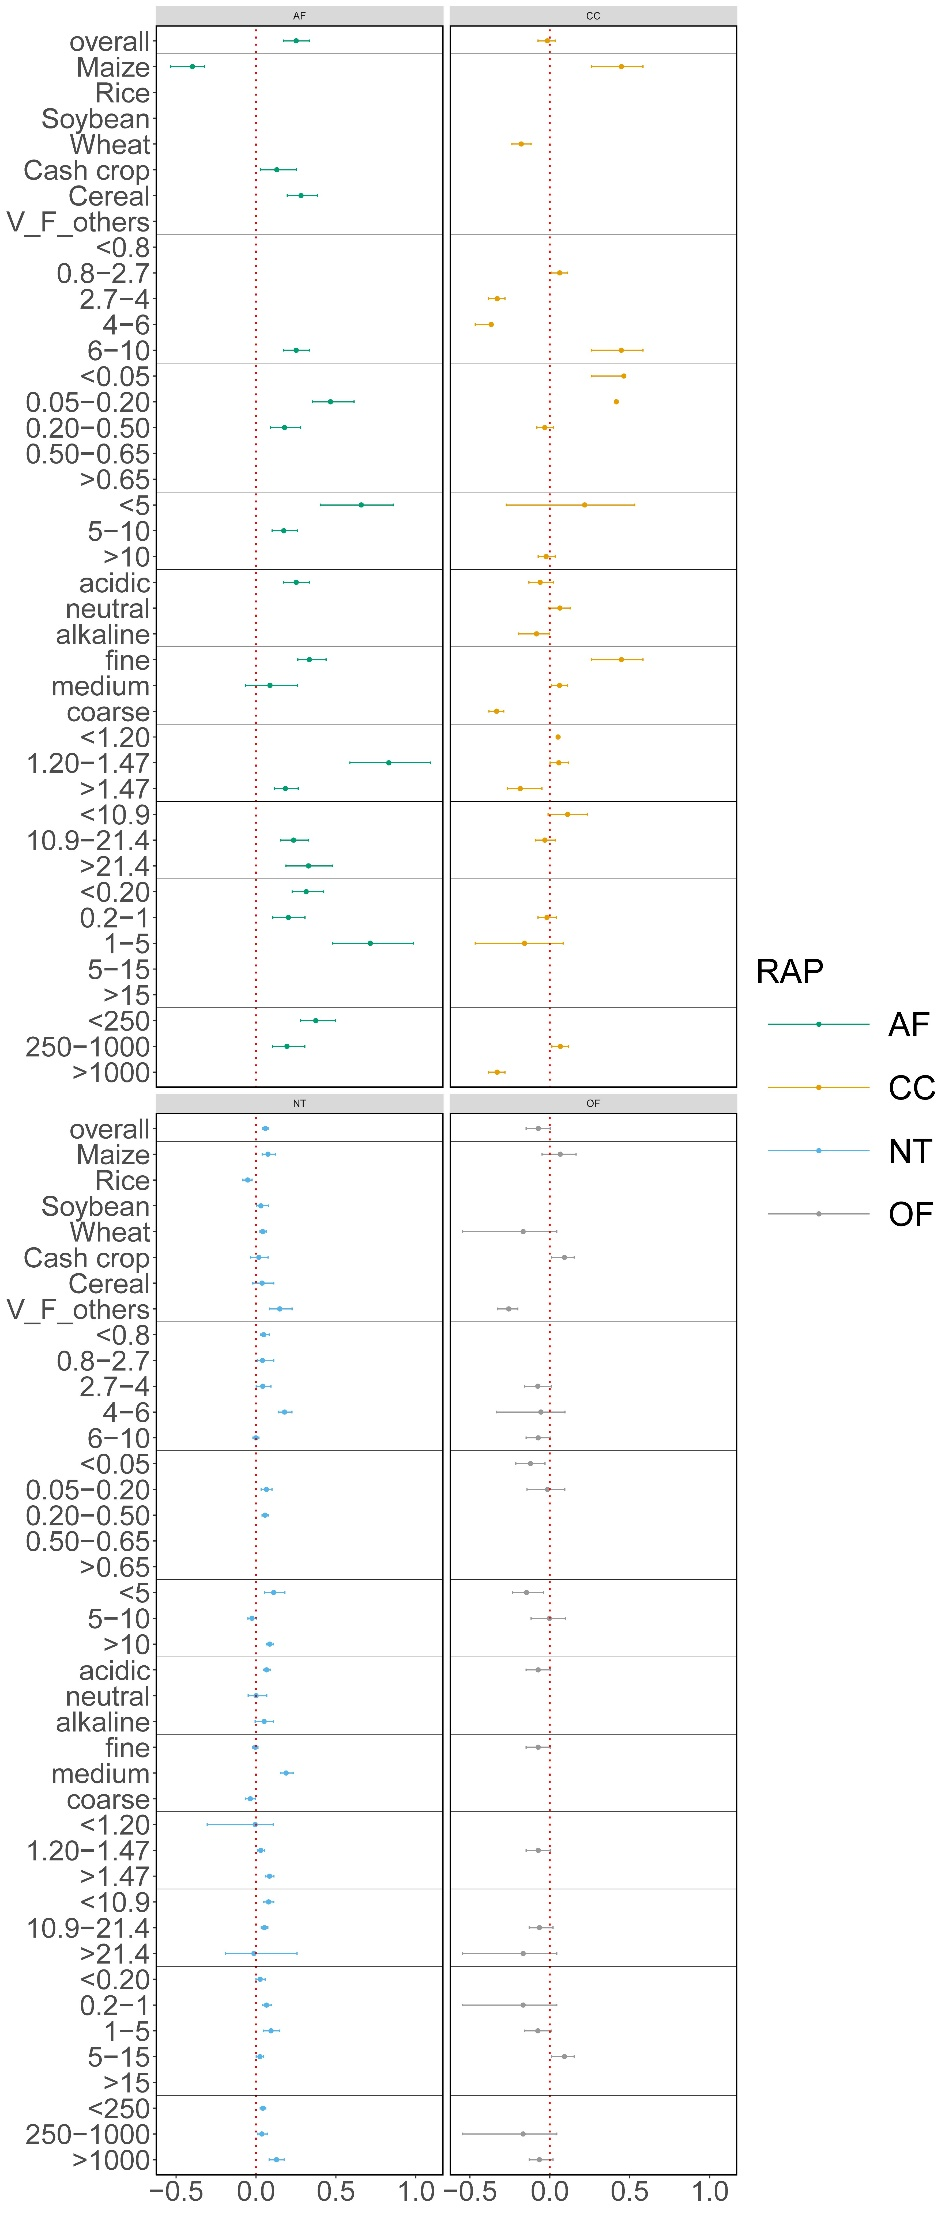 AF CC
overall
Maize
Rice
Soybean
Wheat
Cash crop
Cereal
V_F_others
<0.8
0.8−2.7
2.7−4
4−6
6−10
<0.05
0.05−0.20
0.20−0.50
0.50−0.65
>0.65
<5
5−10
>10
acidic
neutral
alkaline
fine
medium
coarse
<1.20
1.20−1.47
>1.47
<10.9
10.9−21.4
>21.4
<0.20
0.2−1
1−5
5−15
>15
<250
250−1000
>1000
RAP
AF
CC
NT
OF
NT OF
overall
Maize
Rice
Soybean
Wheat
Cash crop
Cereal
V_F_others
<0.8
0.8−2.7
2.7−4
4−6
6−10
<0.05
0.05−0.20
0.20−0.50
0.50−0.65
>0.65
<5
5−10
>10
acidic
neutral
alkaline
fine
medium
coarse
<1.20
1.20−1.47
>1.47
<10.9
10.9−21.4
>21.4
<0.20
0.2−1
1−5
5−15
>15
<250
250−1000
>1000
−0.5 0.0 0.5 1.0 −0.5 0.0 0.5 1.0